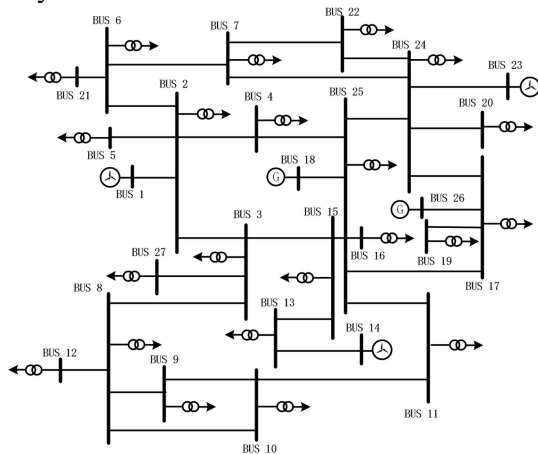 BUS 6
BUS 7
BUS 22
BUS 24
BUS 23
BUS 21
BUS 2
BUS 4
BUS 25
BUS 20
BUS 5
BUS 18
G
BUS 1
BUS 26
G
BUS 3
BUS 15
BUS 16
BUS 19
BUS 17
BUS 27
BUS 8
BUS 13
BUS 14
BUS 12
BUS 9
BUS 11
BUS 10